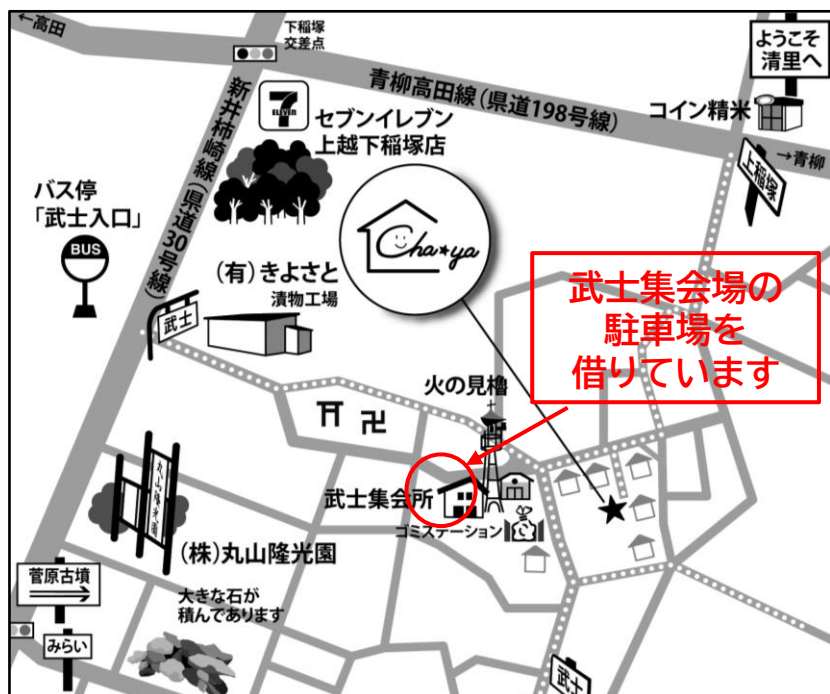 ←高田
下稲塚
交差点
ようこそ
清里へ
青柳高田線（県道198号線）
コイン精米
新井柿崎線（県道30号線）
7
ELEVEN
セブンイレブン
上越下稲塚店
→青柳
上稲塚
バス停
「武士入口」
BUS
Cha★ya
（有）きよさと
漬物工場
武士
武士集会場の
駐車場を
借りています
火の見櫓
武士集会所
ゴミステーション
丸山隆光園
（株）丸山隆光園
菅原古墳
大きな石が
積んであります
みらい
武士